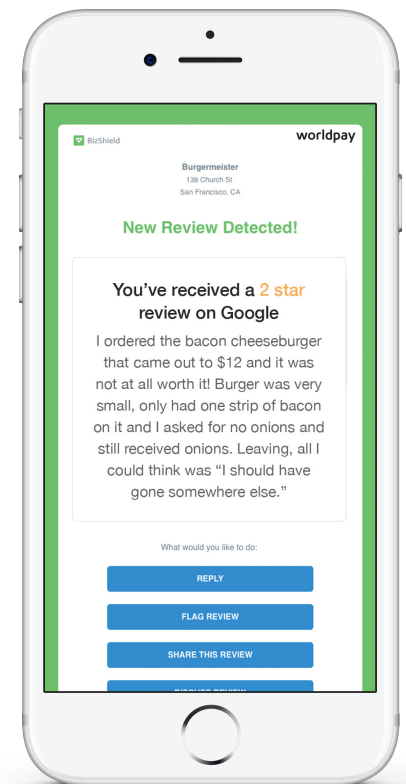 BizShield
worldpay
Burgermeister
138 Church St
San Francisco, CA
New Review Detected!
You’ve received a 2 star
review on Google
I ordered the bacon cheeseburger
that came out to $12 and it was
not at all worth it! Burger was very
small, only had one strip of bacon
on it and I asked for no onions and
still received onions. Leaving, all I
could think was “I should have
gone somewhere else.”
What would you like to do:
REPLY
FLAG REVIEW
SHARE THIS REVIEW
DISCUSS REVIEW